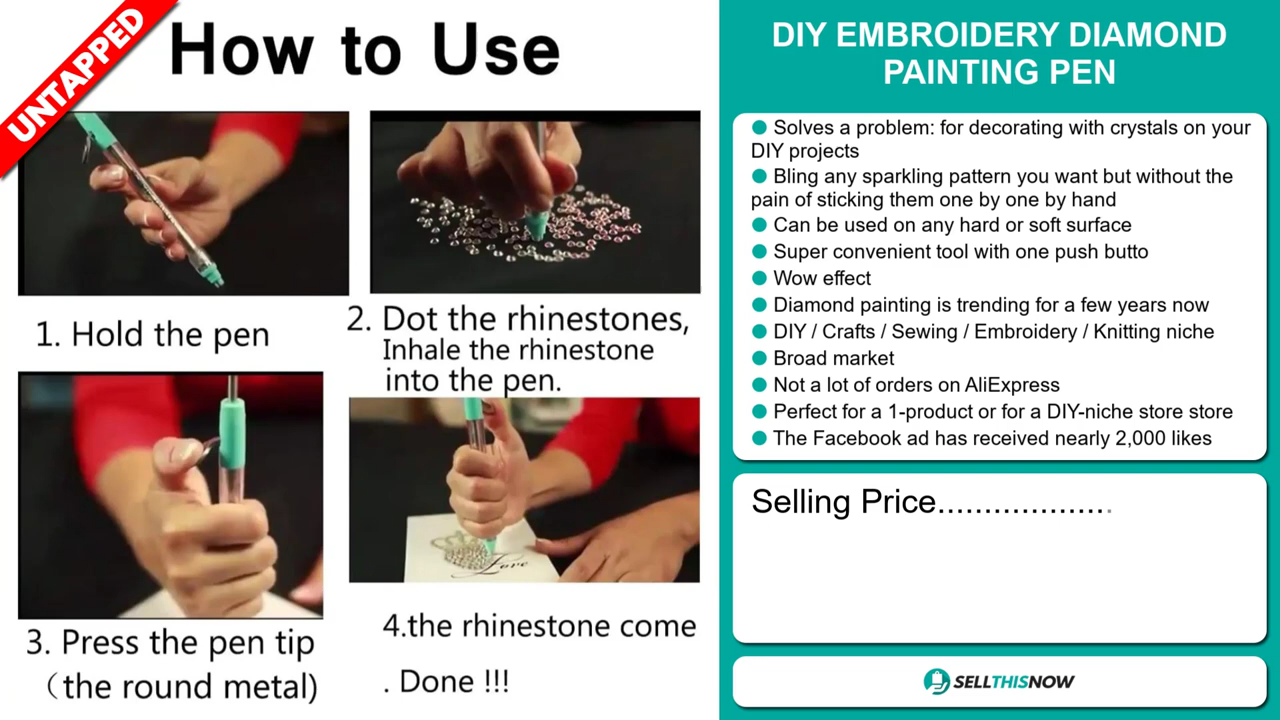 UNTAPPED
How to Use
1. Hold the pen
2. Dot the rhinestones,
Inhale the rhinestone
into the pen.
3. Press the pen tip
（the round metal)
4.the rhinestone come
. Done !!!
Love
DIY EMBROIDERY DIAMOND
PAINTING PEN
● Solves a problem: for decorating with crystals on your
DIY projects
● Bling any sparkling pattern you want but without the
pain of sticking them one by one by hand
● Can be used on any hard or soft surface
● Super convenient tool with one push butto
● Wow effect
● Diamond painting is trending for a few years now
● DIY / Crafts / Sewing / Embroidery / Knitting niche
● Broad market
● Not a lot of orders on AliExpress
● Perfect for a 1-product or for a DIY-niche store store
● The Facebook ad has received nearly 2,000 likes
Selling Price...................
SELLTHISNOW